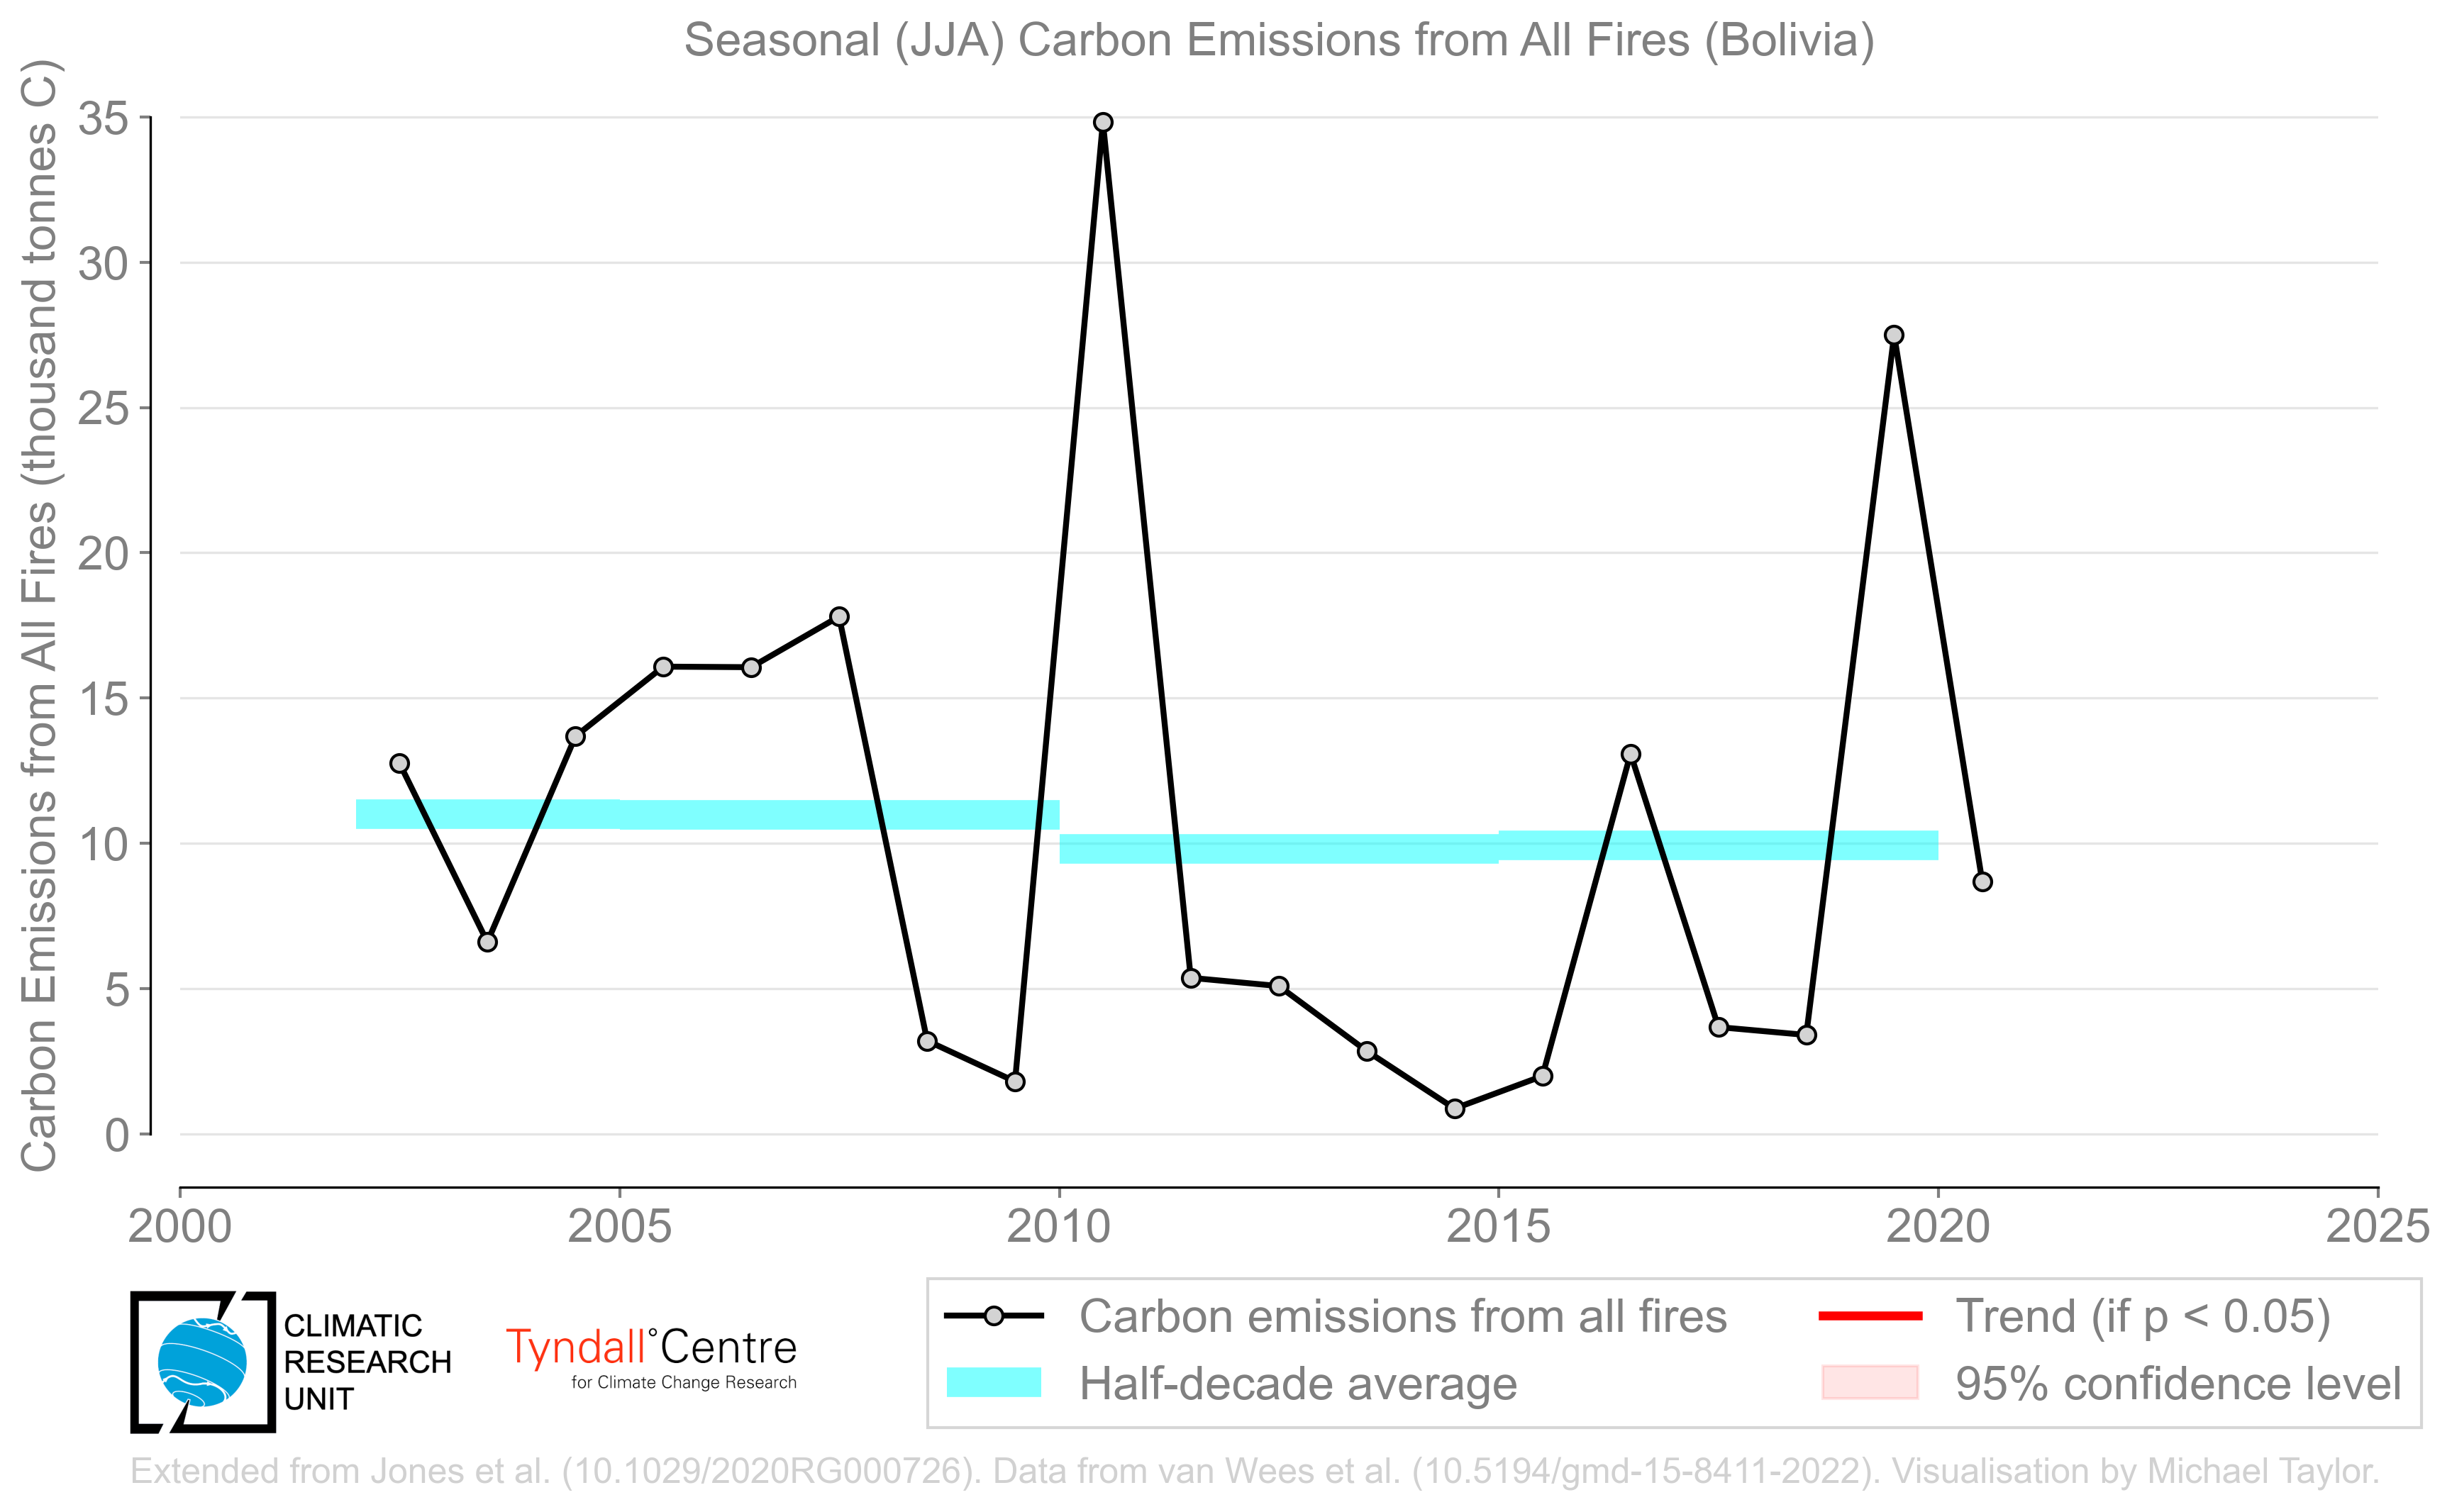 Seasonal (JJA) Carbon Emissions from All Fires (Bolivia)
Carbon Emissions from All Fires (thousand tonnes C)
35
30
25
20
15
10
5
0
2000
2005
2010
2015
2020
2025
CLIMATIC
RESEARCH
UNIT
Tyndall°Centre
for Climate Change Research
Carbon emissions from all fires
Half-decade average
Trend (if p < 0.05)
95% confidence level
Extended from Jones et al. (10.1029/2020RG000726). Data from van Wees et al. (10.5194/gmd-15-8411-2022). Visualisation by Michael Taylor.